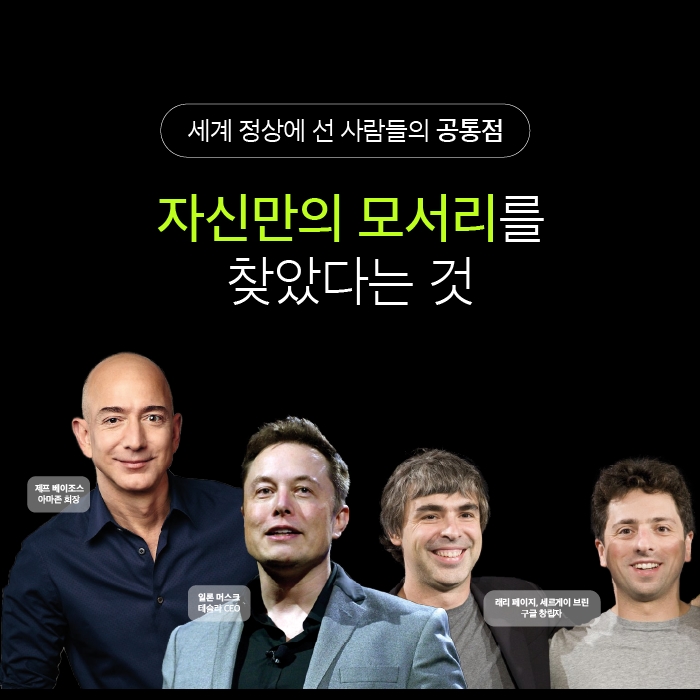 세계 정상에 선 사람들의 공통점
자신만의 모서리를
찾았다는 것
제프 베이조스
아마존 회장
일론 머스크
테슬라 CEO
래리 페이지, 세르게이 브린
구글 창립자